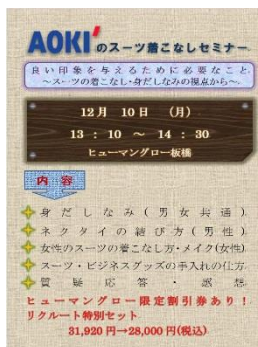 AOKI'のスーツ着こなしセミナー
良い印象を与えるために必要なこと
～スーツの着こなし・身だしなみの視点から～
12月 10日 (月)
13 : 10 ～ 14 : 30
ヒューマングロー板橋
内 容
身だしなみ(男女共通)
ネクタイの結び方(男性)
女性のスーツの着こなし方・メイク(女性)
スーツ・ビジネスグッズの手入れの仕方
質疑応答・感想
ヒューマングロー限定割引券あり!
リクルート特別セット
31,920 円→28,000 円(税込)